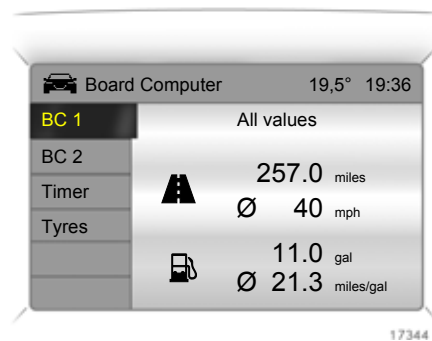 Board Computer 19,5° 19:36
BC 1 All values
BC 2
Timer
Tyres
257.0 miles
Ø 40 mph
11.0 gal
Ø 21.3 miles/gal
17344